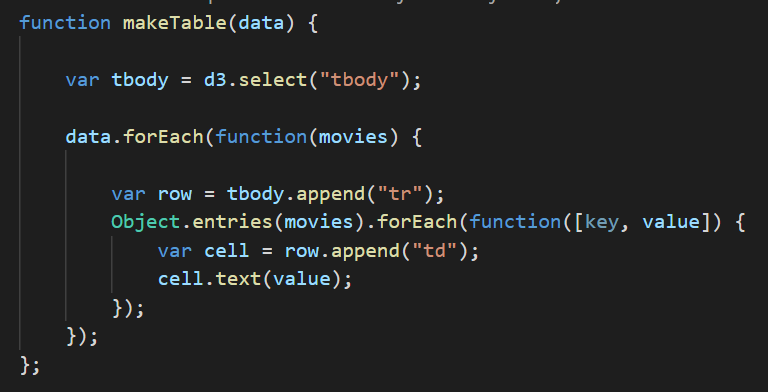 function makeTable(data) {
var tbody = d3.select("tbody");
data.forEach(function(movies) {
var row = tbody.append("tr");
Object.entries(movies).forEach(function([key, value]) {
var cell = row.append("td");
cell.text(value);
});
});
};